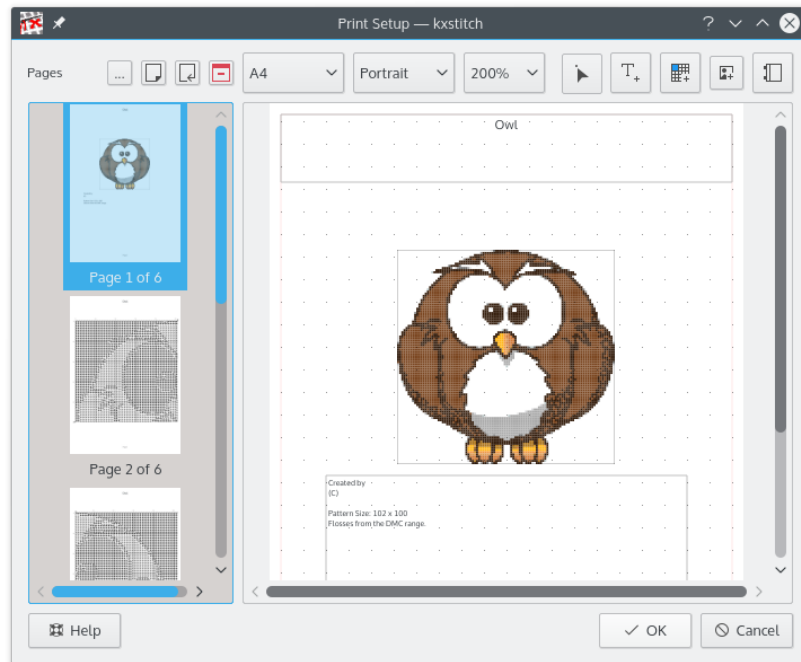 Print Setup — kxstitch
Pages
...
A4
Portrait
200%
T+
Page 1 of 6
Page 2 of 6
Owl
Created by
(C)
Pattern Size: 102 x 100
Flosses from the DMC range.
Help
OK
Cancel